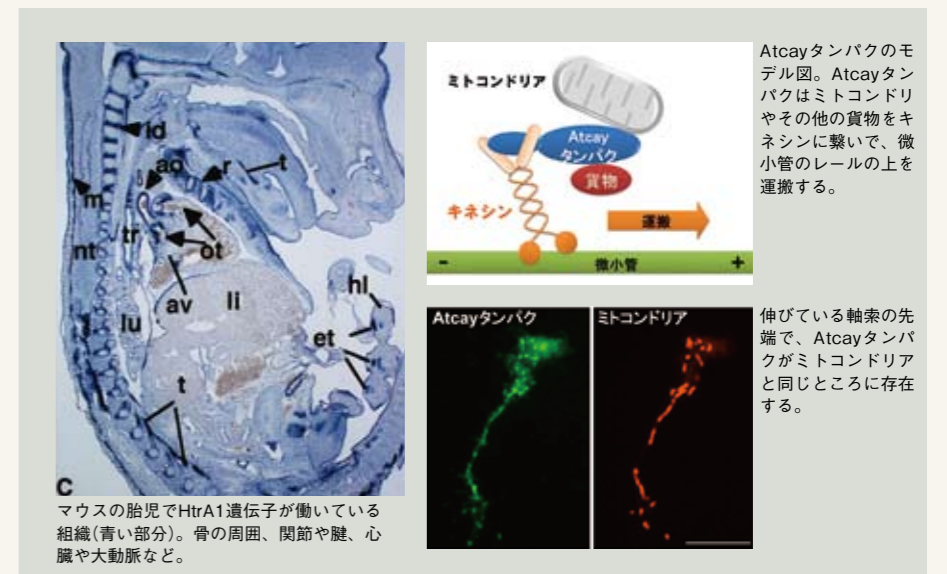 id
ao
r
t
m
tr
ot
nt
av
li
hl
lu
et
t
C
マウスの胎児でHtrA1遺伝子が働いている
組織(青い部分)。骨の周囲、関節や腱、心
臓や大動脈など。
ミトコンドリア
Atcay
タンパク
貨物
キネシン
運搬
-
微小管
+
Atcayタンパクのモ
デル図。Atcayタン
パクはミトコンドリ
やその他の貨物をキ
ネシンに繋いで、微
小管のレールの上を
運搬する。
Atcayタンパク
ミトコンドリア
伸びている軸索の先
端で、Atcayタンパ
クがミトコンドリア
と同じところに存在
する。